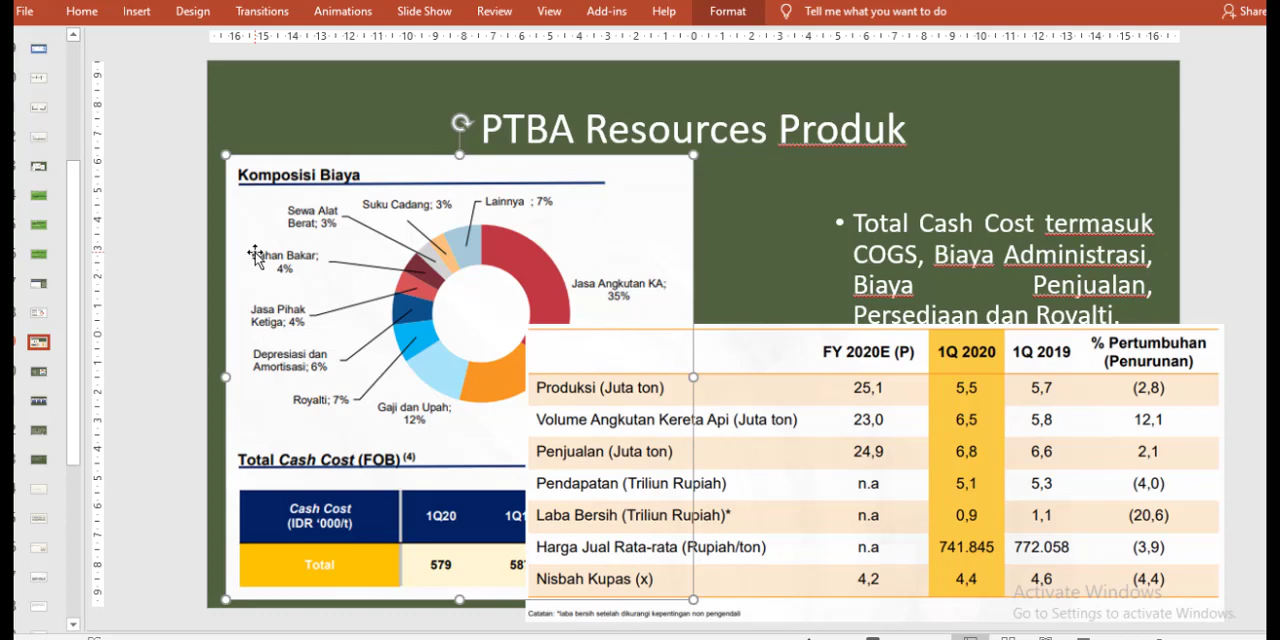 File Home Insert Design Transitions Animations Slide Show Review View Add-ins Help Format Tell me what you want to do Share
PTBA Resources Produk
Komposisi Biaya
Suku Cadang; 3%
Lainnya ; 7%
Sewa Alat
Berat; 3%
Bakar;
4%
Jasa Angkutan KA;
35%
Jasa Pihak
Ketiga; 4%
Depresiasi dan
Amortisasi; 6%
Royalti; 7%
Gaji dan Upah;
12%
• Total Cash Cost termasuk
COGS, Biaya Administrasi,
Biaya Penjualan,
Persediaan dan Royalti.
Total Cash Cost (FOB) (4)
Cash Cost
(IDR '000/t)
1Q20
Total 579
FY 2020E (P) 1Q 2020 1Q 2019 % Pertumbuhan
(Penurunan)
Produksi (Juta ton) 25,1 5,5 5,7 (2,8)
Volume Angkutan Kereta Api (Juta ton) 23,0 6,5 5,8 12,1
Penjualan (Juta ton) 24,9 6,8 6,6 2,1
Pendapatan (Triliun Rupiah) n.a 5,1 5,3 (4,0)
Laba Bersih (Triliun Rupiah)* n.a 0,9 1,1 (20,6)
Harga Jual Rata-rata (Rupiah/ton) n.a 741.845 772.058 (3,9)
Nisbah Kupas (x) 4,2 4,4 4,6 (4,4)
Catatan: *laba bersih setelah dikurangi kepentingan non pengendali
Activate Windows
Go to Settings to activate Windows.